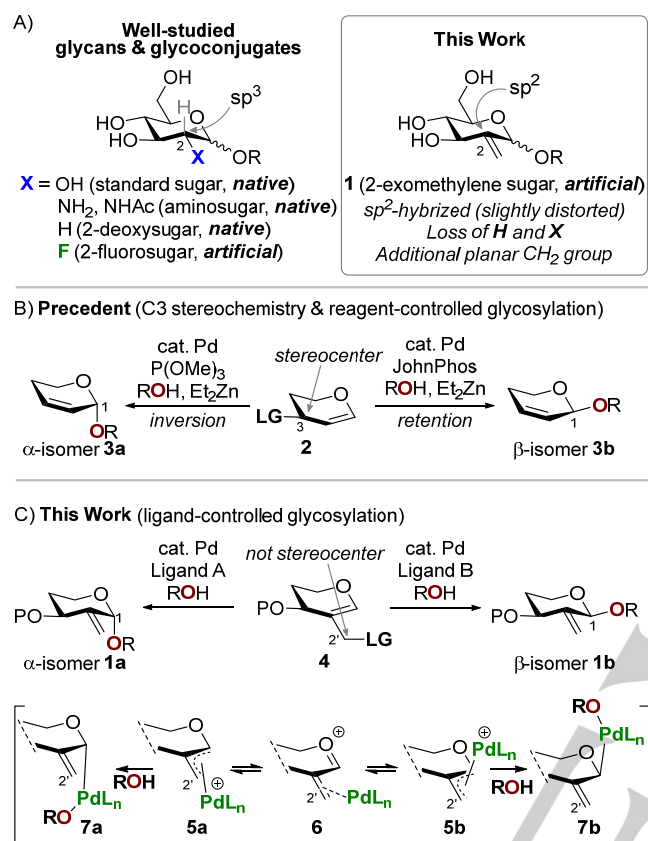 A)
Well-studied
glycans & glycoconjugates
OH
H
sp3
O
HO
HO
2
X
OR
X = OH (standard sugar, native)
NH2, NHAc (aminosugar, native)
H (2-deoxysugar, native)
F (2-fluorosugar, artificial)
This Work
OH
sp2
O
HO
HO
2
OR
1 (2-exomethylene sugar, artificial)
sp2-hybrized (slightly distorted)
Loss of H and X
Additional planar CH2 group
B) Precedent (C3 stereochemistry & reagent-controlled glycosylation)
O
1
OR
α-isomer 3a
cat. Pd
P(OMe)3
ROH, Et2Zn
inversion
stereocenter
O
LG
3
2
cat. Pd
JohnPhos
ROH, Et2Zn
retention
O
OR
1
β-isomer 3b
C) This Work (ligand-controlled glycosylation)
O
1
PO
OR
α-isomer 1a
cat. Pd
Ligand A
ROH
not stereocenter
O
PO
2'
LG
4
cat. Pd
Ligand B
ROH
O
OR
PO
1
β-isomer 1b
O
2'
PdLn
RO
7a
ROH
O
2'
⊕
PdLn
5a
⊕
O
2'
PdLn
6
⊕
O
PdLn
2'
5b
ROH
RO
PdLn
O
2'
7b